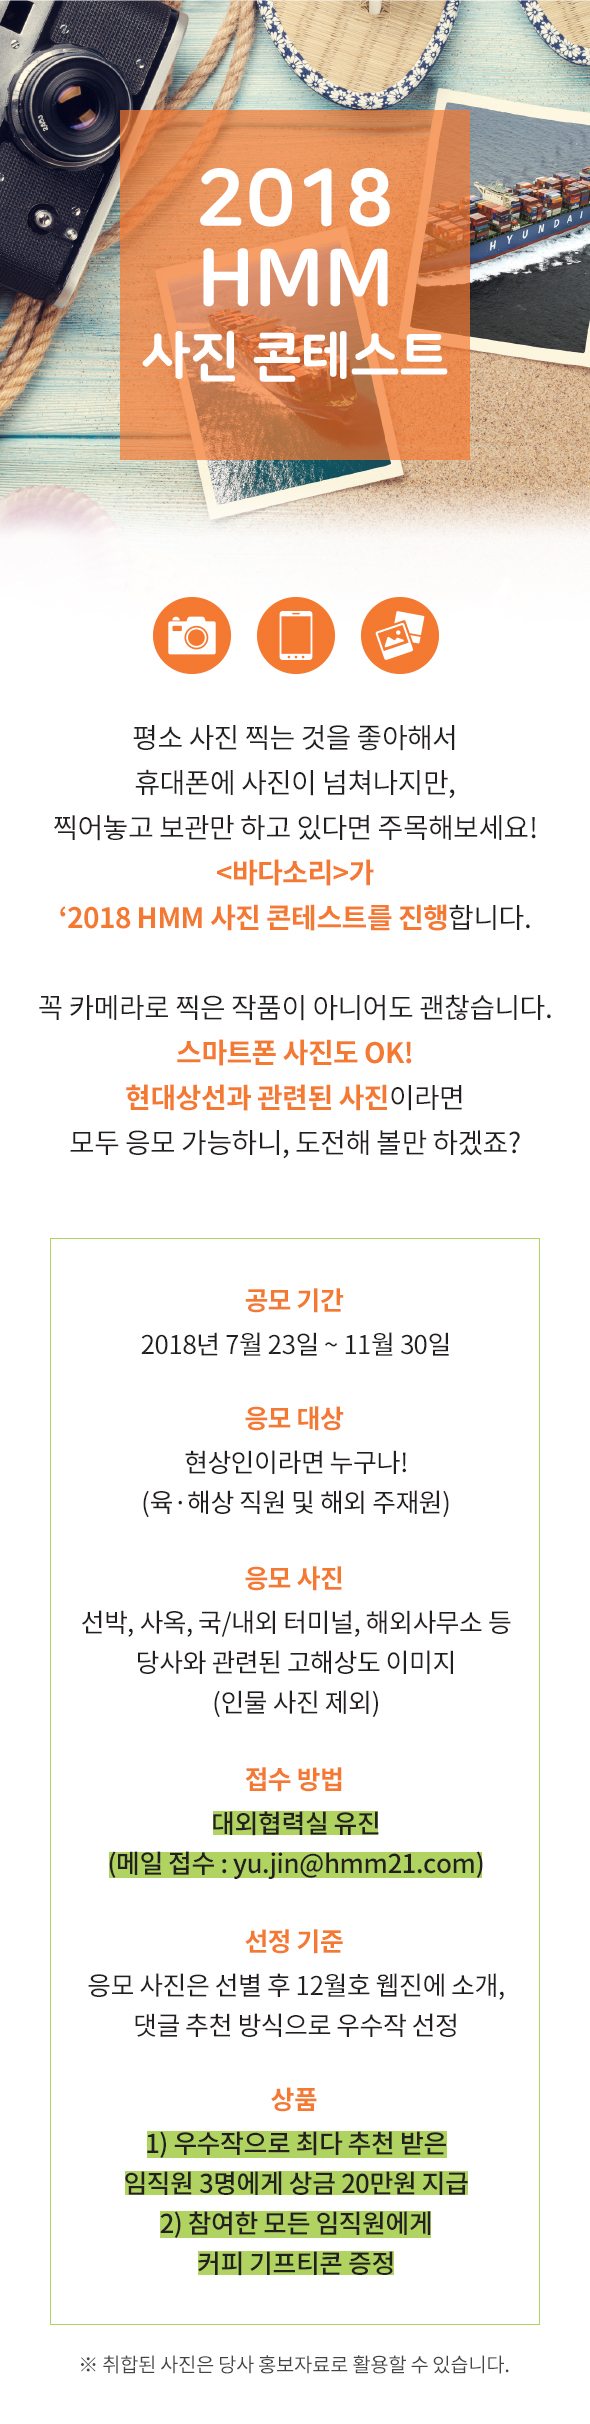 HYUNDAI
2018
HMM
사진 콘테스트
평소 사진 찍는 것을 좋아해서
휴대폰에 사진이 넘쳐나지만,
찍어놓고 보관만 하고 있다면 주목해보세요!
<바다소리>가
‘2018 HMM 사진 콘테스트를 진행합니다.
꼭 카메라로 찍은 작품이 아니어도 괜찮습니다.
스마트폰 사진도 OK!
현대상선과 관련된 사진이라면
모두 응모 가능하니, 도전해 볼만 하겠죠?
공모 기간
2018년 7월 23일 ~ 11월 30일
응모 대상
현상인이라면 누구나!
(육·해상 직원 및 해외 주재원)
응모 사진
선박, 사옥, 국/내외 터미널, 해외사무소 등
당사와 관련된 고해상도 이미지
(인물 사진 제외)
접수 방법
대외협력실 유진
(메일 접수 : yu.jin@hmm21.com)
선정 기준
응모 사진은 선별 후 12월호 웹진에 소개,
댓글 추천 방식으로 우수작 선정
상품
1) 우수작으로 최다 추천 받은
임직원 3명에게 상금 20만원 지급
2) 참여한 모든 임직원에게
커피 기프티콘 증정
※ 취합된 사진은 당사 홍보자료로 활용할 수 있습니다.